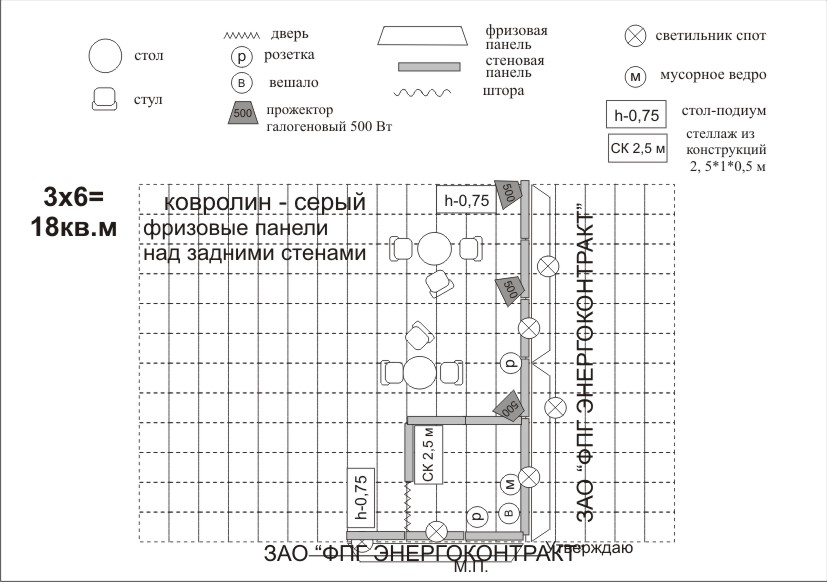 дверь
фризовая
панель
светильник спот
стол
р
розетка
стеновая
панель
в
вешало
м
мусорное ведро
штора
стул
500
прожектор
галогеновый 500 Вт
h-0,75
стол-подиум
СК 2,5 м
стеллаж из
конструкций
2, 5*1*0,5 м
3х6=
18кв.м
ковролин - серый
фризовые панели
над задними стенами
h-0,75
500
500
р
500
СК 2,5 м
h-0,75
м
в
р
ЗАО “ФПГ ЭНЕРГОКОНТРАКТ”
ЗАО “ФПГ ЭНЕРГОКОНТРАКТ”
Утверждаю
М.П.